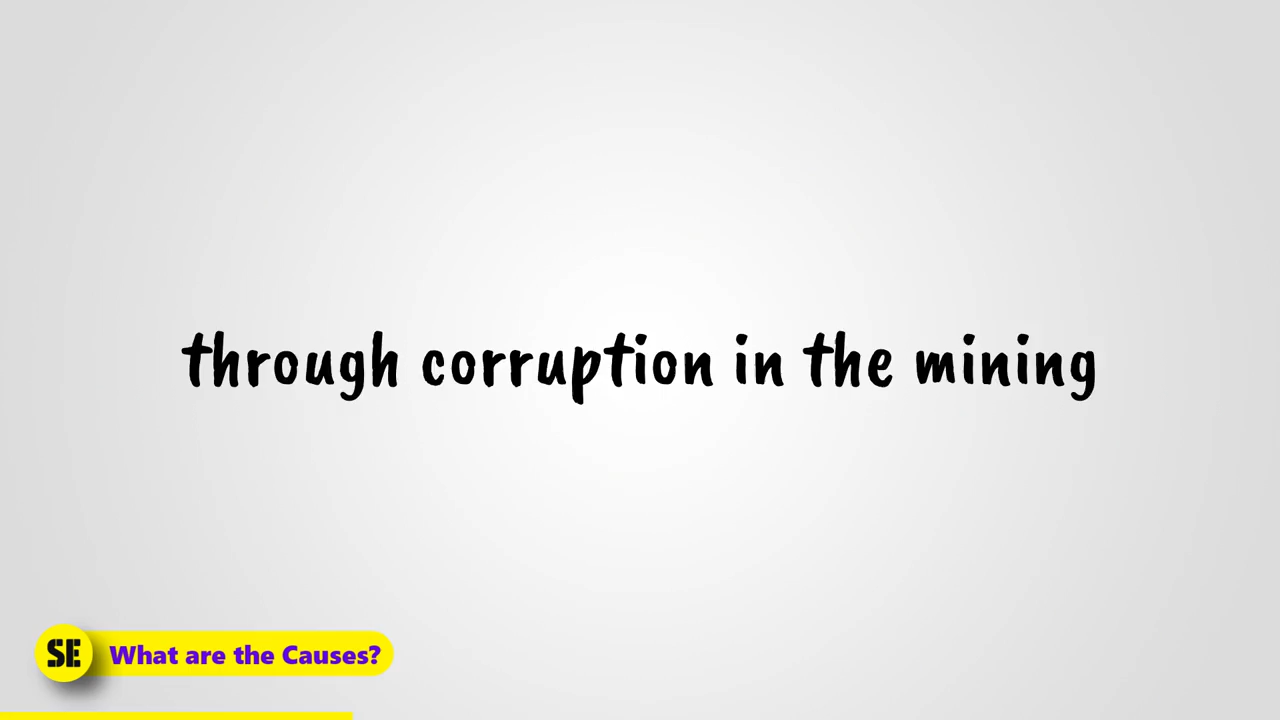 through corruption in the mining
SE What are the Causes?